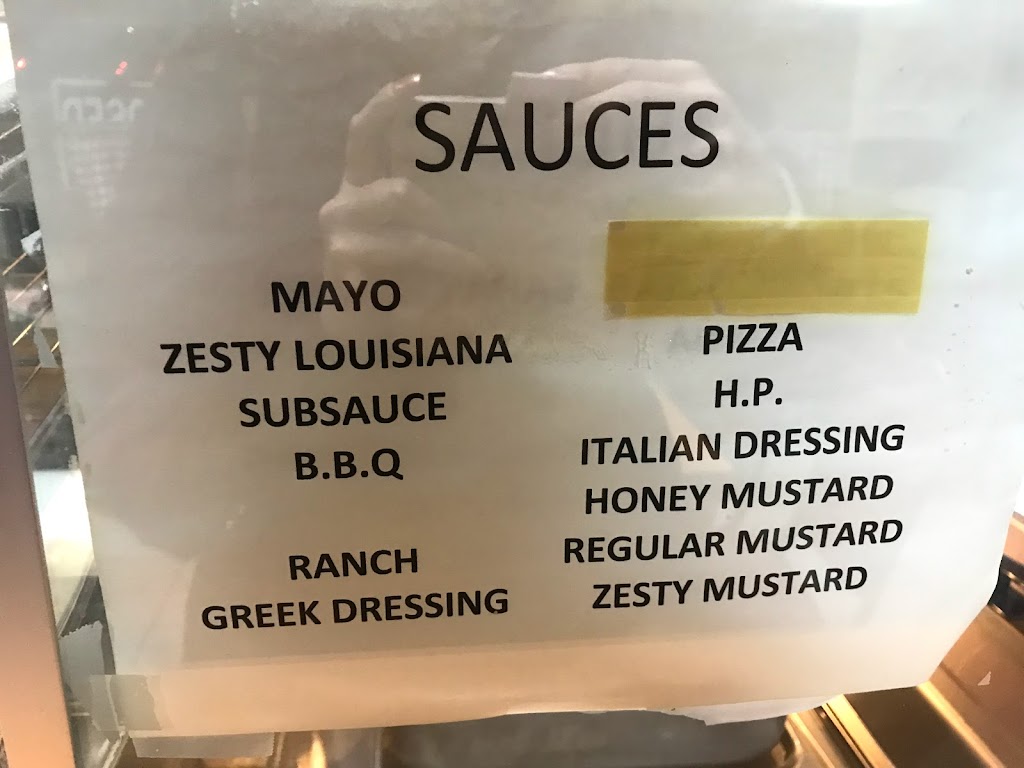 SAUCES
MAYO
ZESTY LOUISIANA
SUBSAUCE
B.B.Q
RANCH
GREEK DRESSING
PIZZA
H.P.
ITALIAN DRESSING
HONEY MUSTARD
REGULAR MUSTARD
ZESTY MUSTARD